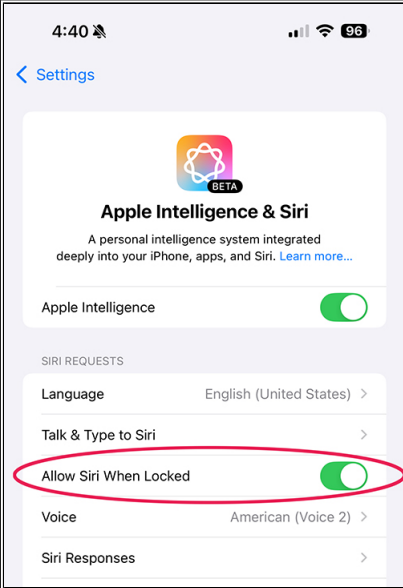 4:40
96
Settings
BETA
Apple Intelligence & Siri
A personal intelligence system integrated
deeply into your iPhone, apps, and Siri. Learn more...
Apple Intelligence
SIRI REQUESTS
Language English (United States)
Talk & Type to Siri
Allow Siri When Locked
Voice American (Voice 2)
Siri Responses